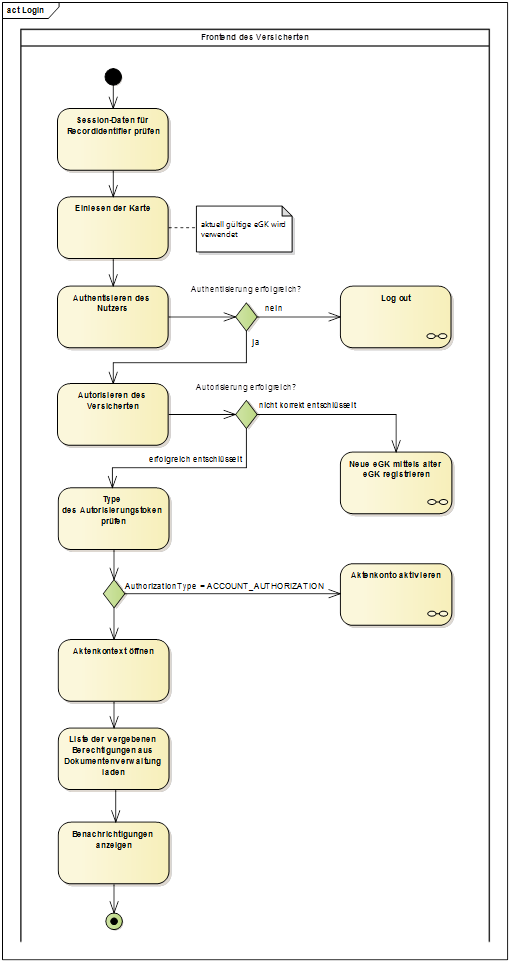 act Login
Frontend des Versicherten
Session-Daten für
RecordIdentifier prüfen
Einlesen der Karte
aktuell gültige eGK wird
verwendet
Authentisieren des
Nutzers
Authentisierung erfolgreich?
nein
Log out
ja
Autorisieren des
Versicherten
Autorisierung erfolgreich?
nicht korrekt entschlüsselt
Neue eGK mittels alter
eGK registrieren
erfolgreich entschlüsselt
Type
des Autorisierungstoken
prüfen
AuthorizationType = ACCOUNT_AUTHORIZATION
Aktenkonto aktivieren
Aktenkontext öffnen
Liste der vergebenen
Berechtigungen aus
Dokumentenverwaltung
laden
Benachrichtigungen
anzeigen